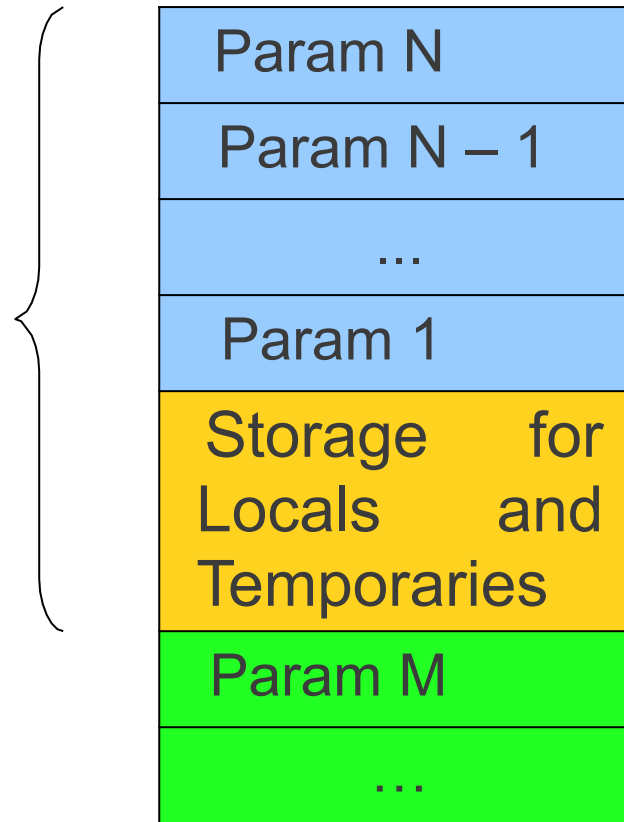 Param N
Param N – 1
...
Param 1
Storage for
Locals and
Temporaries
Param M
...